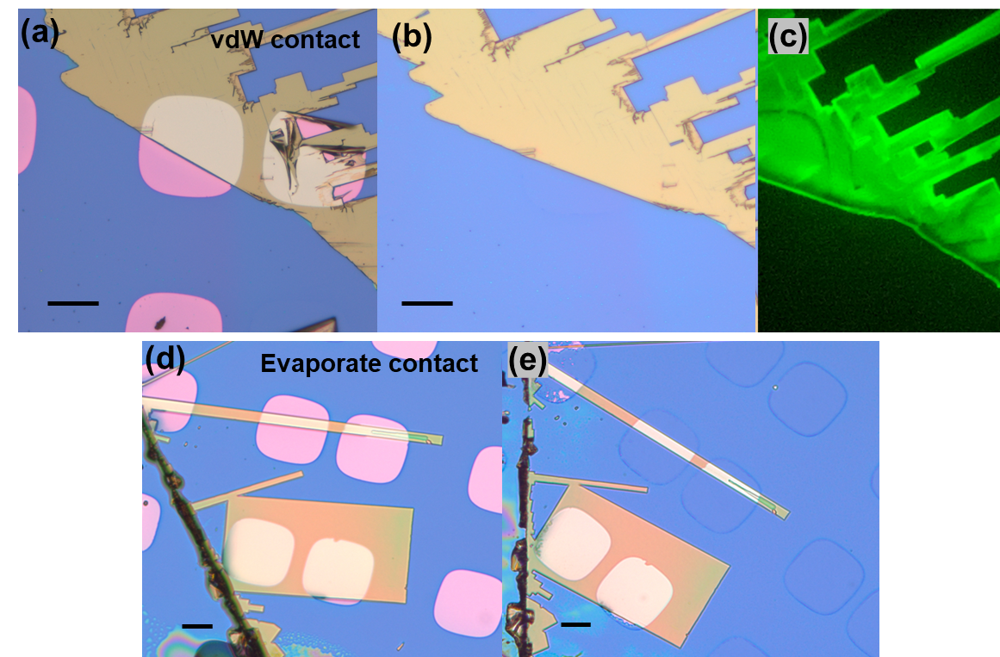 (a)
vdW contact
(b)
(c)
(d)
Evaporate contact
(e)